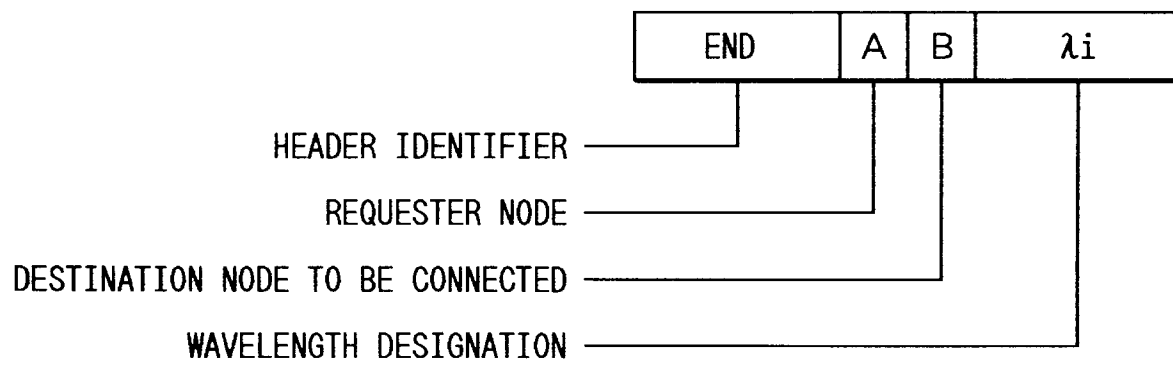 END A B λi
HEADER IDENTIFIER
REQUESTER NODE
DESTINATION NODE TO BE CONNECTED
WAVELENGTH DESIGNATION